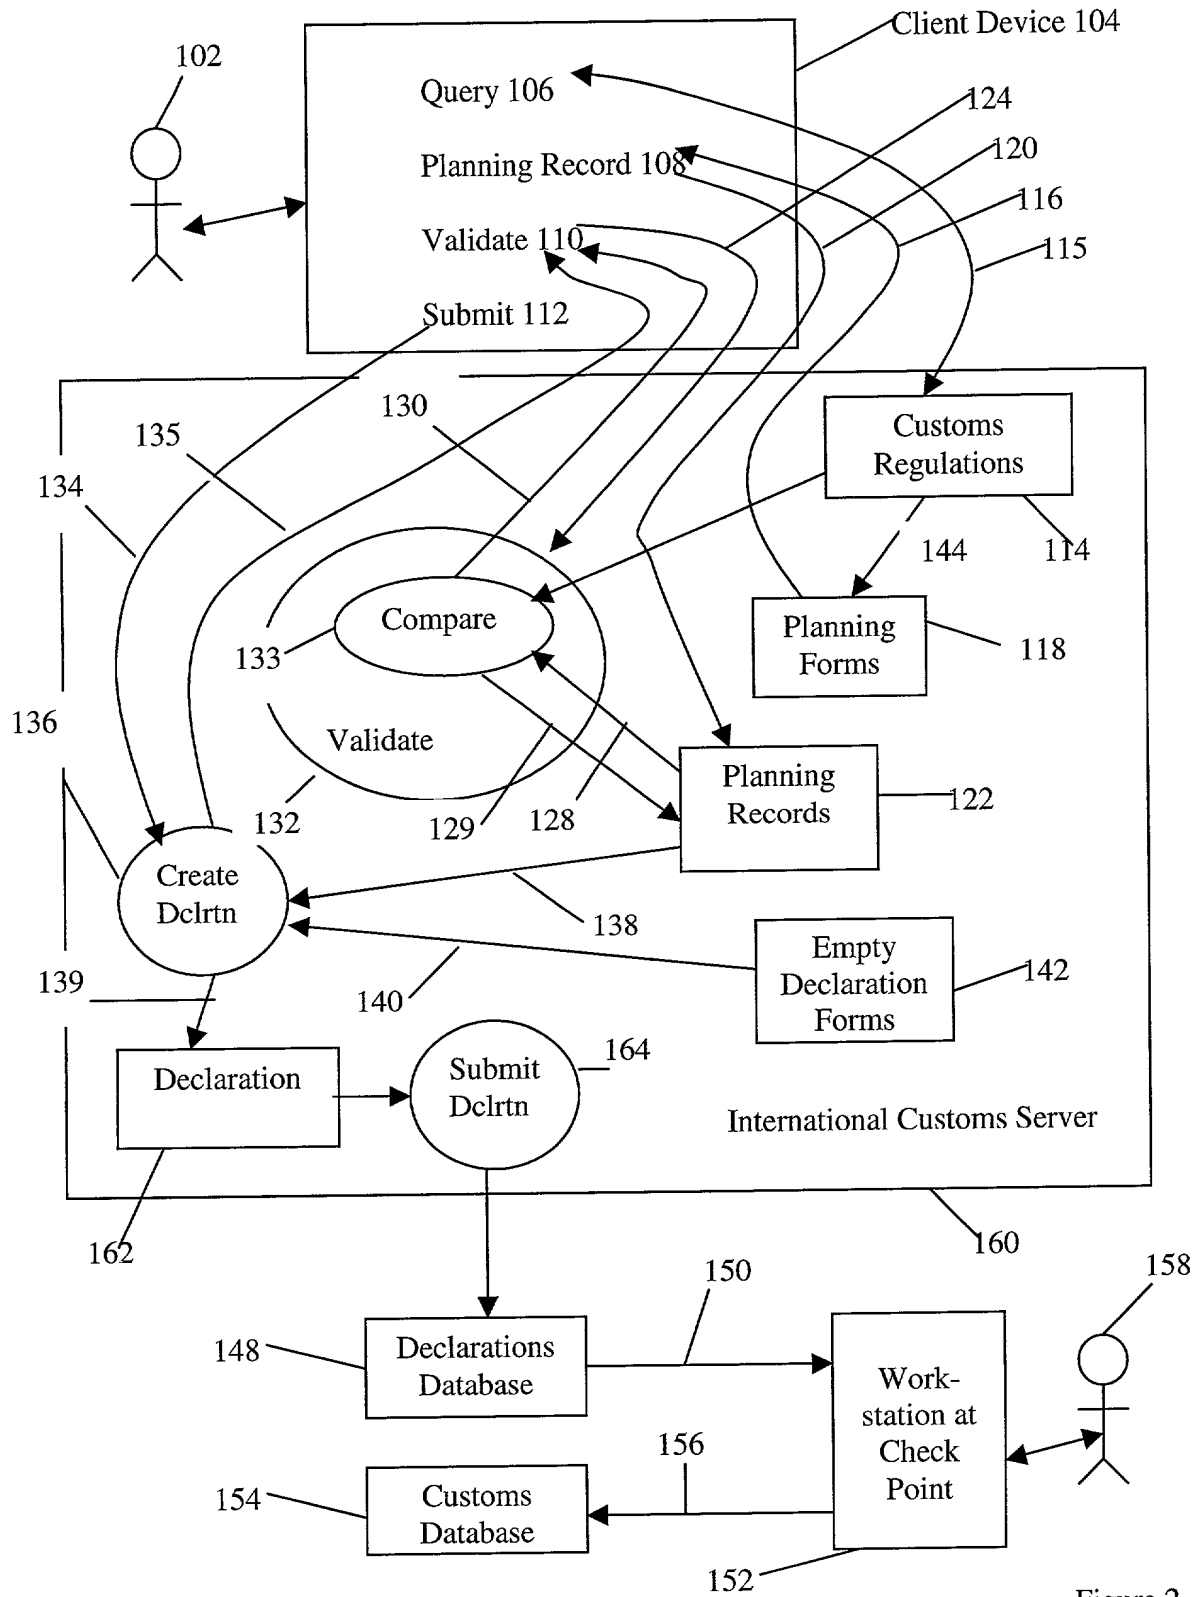 Client Device 104
102
Query 106
124
Planning Record 108
120
116
Validate 110
115
Submit 112
130
135
134
Customs
Regulations
144
114
Compare
133
Planning
Forms
118
136
Validate
132
129
128
Planning
Records
122
Create
Dclrtn
138
139
140
Empty
Declaration
Forms
142
Declaration
Submit
Dclrtn
164
International Customs Server
162
160
150
158
148
Declarations
Database
Work-
station at
Check
Point
156
154
Customs
Database
152
Figure 2